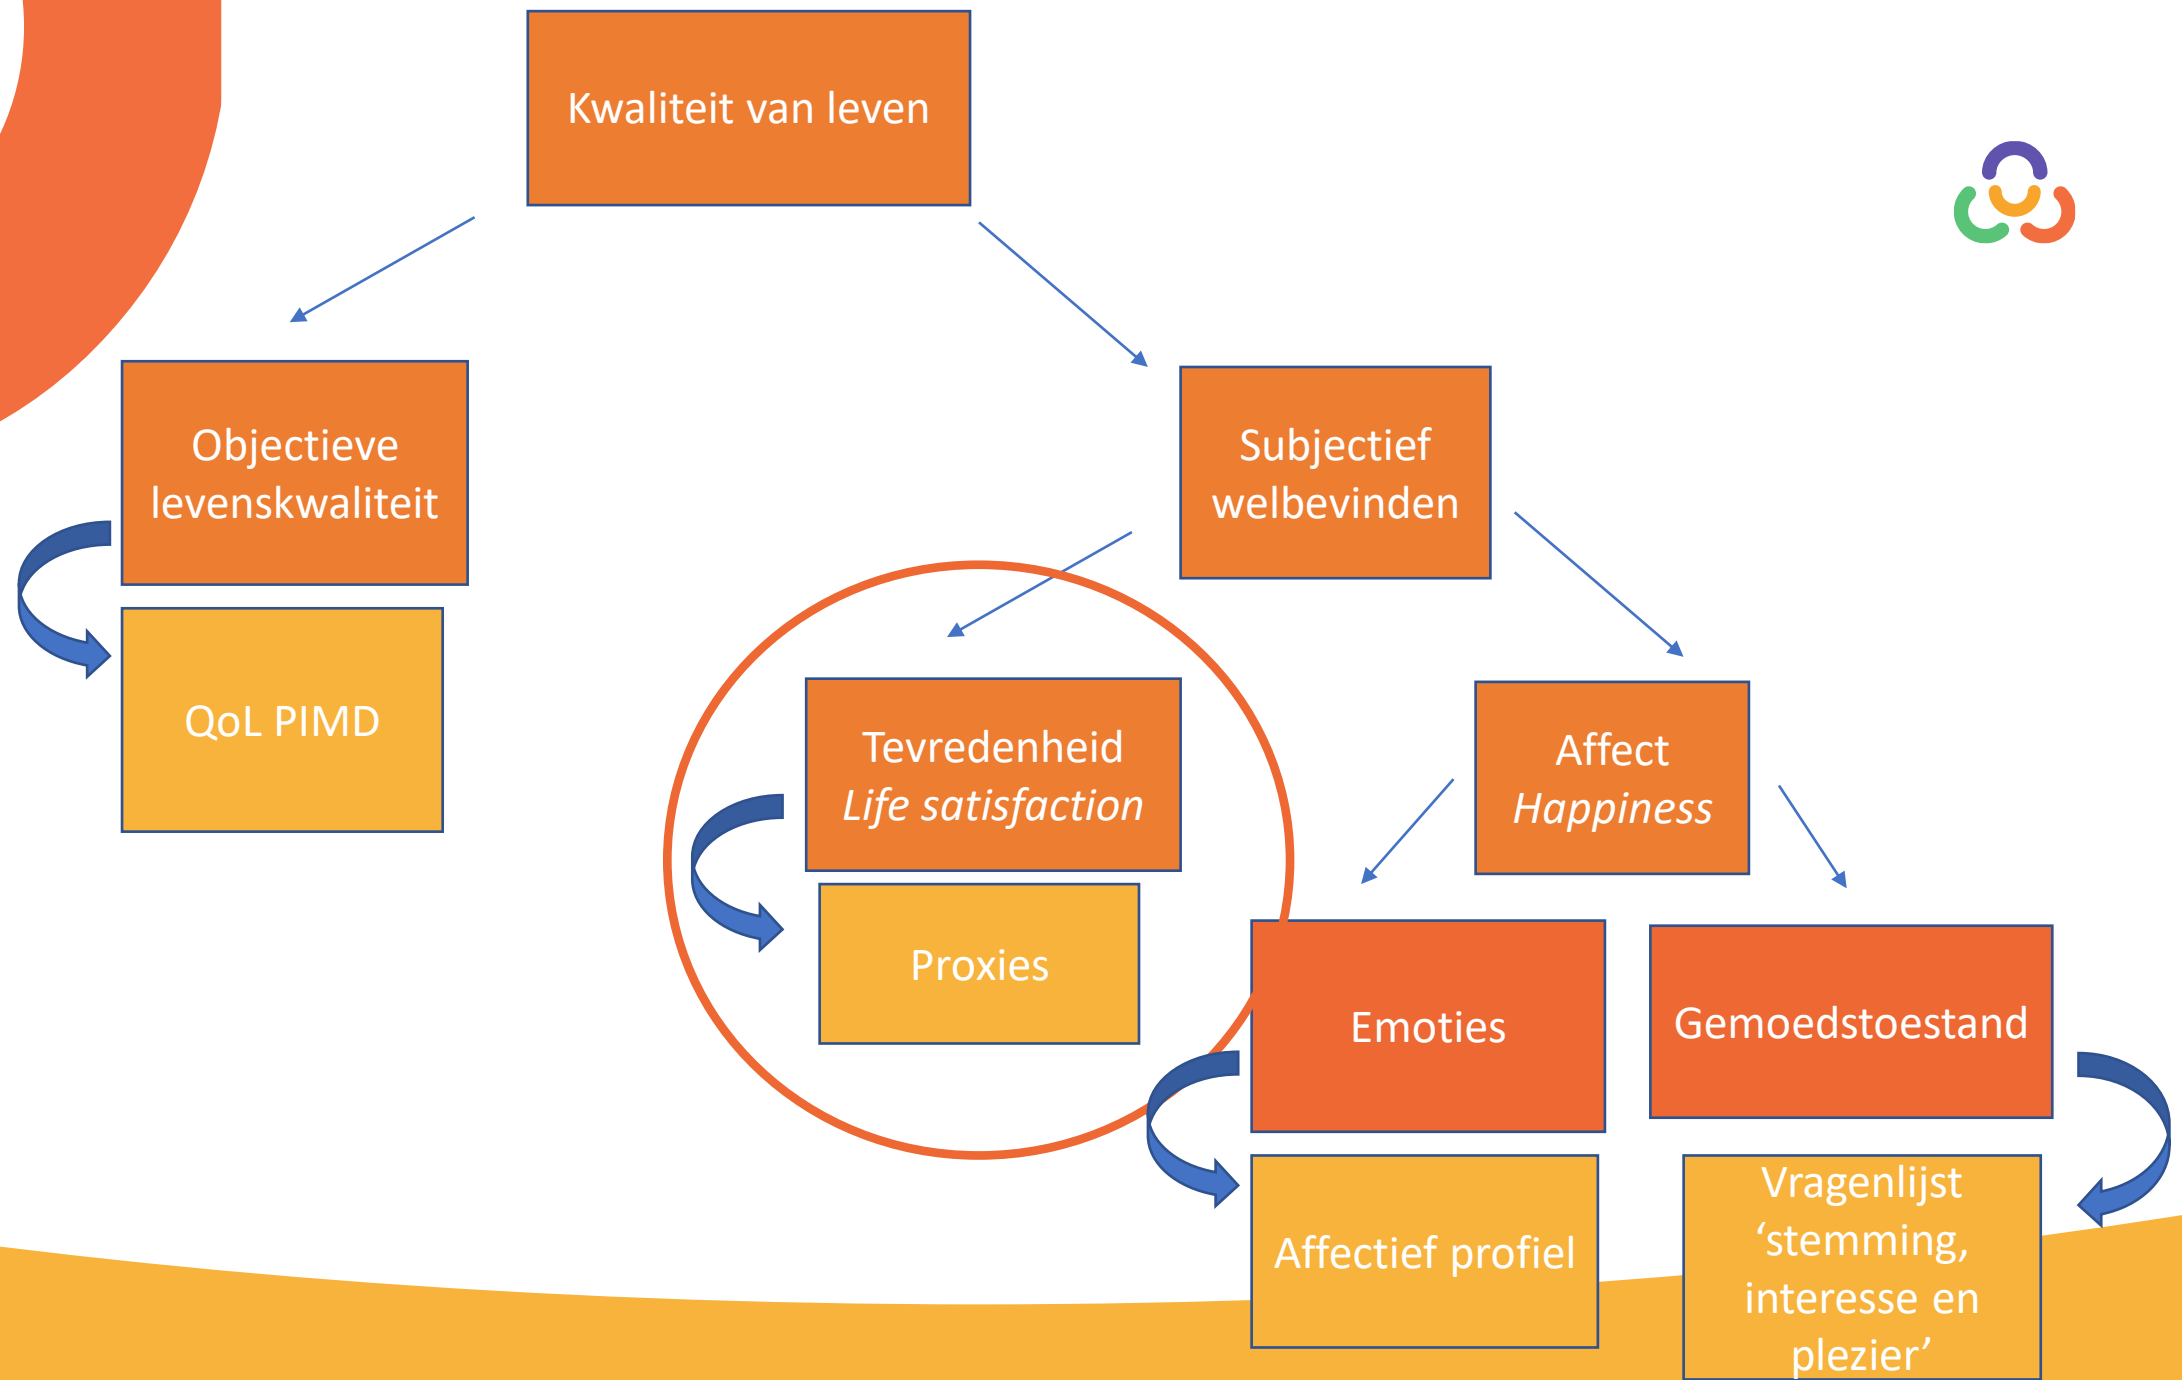 Kwaliteit van leven
Objectieve
levenskwaliteit
QoL PIMD
Subjectief
welbevinden
Tevredenheid
Life satisfaction
Proxies
Affect
Happiness
Emoties
Affectief profiel
Gemoedstoestand
Vragenlijst
‘stemming,
interesse en
plezier’